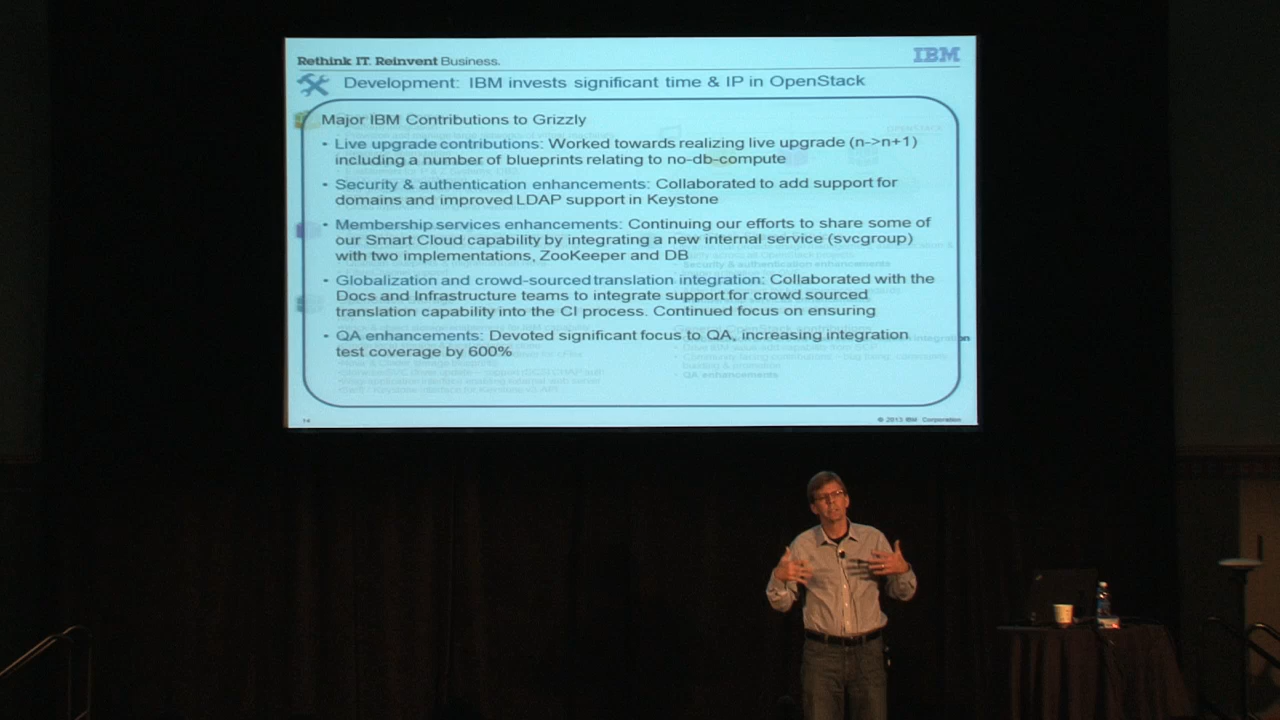 Rethink IT. Reinvent Business.
IBM
Development: IBM invests significant time & IP in OpenStack
Major IBM Contributions to Grizzly
• Live upgrade contributions: Worked towards realizing live upgrade (n->n+1)
including a number of blueprints relating to no-db-compute
• Security & authentication enhancements: Collaborated to add support for
domains and improved LDAP support in Keystone
• Membership services enhancements: Continuing our efforts to share some of
our Smart Cloud capability by integrating a new internal service (svcgroup)
with two implementations, ZooKeeper and DB
• Globalization and crowd-sourced translation integration: Collaborated with the
Docs and Infrastructure teams to integrate support for crowd sourced
translation capability into the CI process. Continued focus on ensuring
• QA enhancements: Devoted significant focus to QA, increasing integration
test coverage by 600%
Security & authentication enhancements
QA enhancements
14
© 2013 IBM Corporation